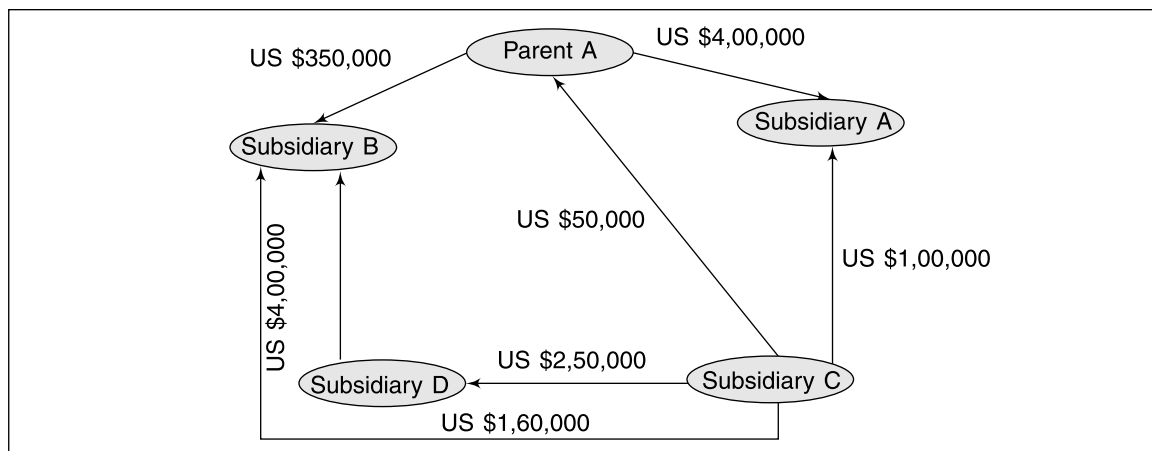 Parent A
US $4,00,000
US $350,000
Subsidiary A
Subsidiary B
US $50,000
US $4,00,000
US $1,00,000
US $2,50,000
Subsidiary D
Subsidiary C
US $1,60,000